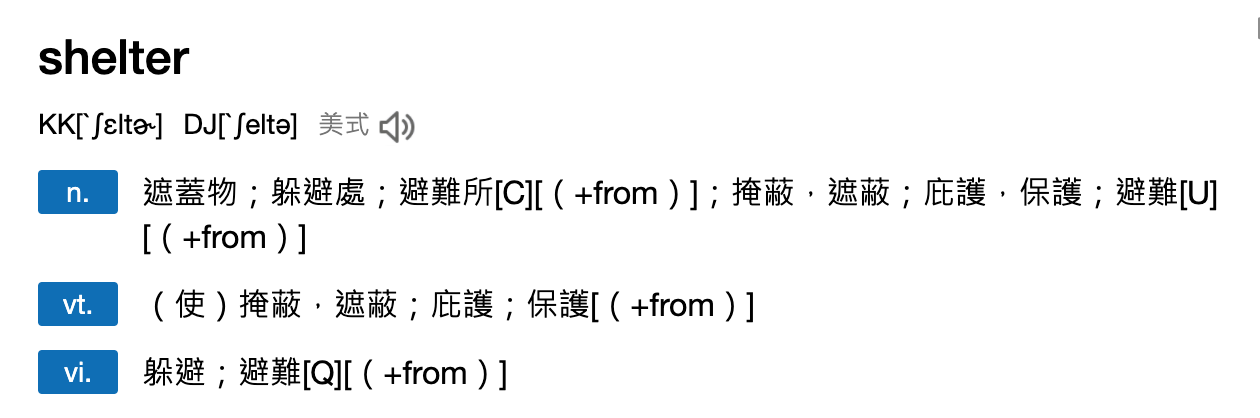 shelter
KK[ˋʃɛltɚ] DJ[ˋʃeltə] 美式
n. 遮蓋物；躲避處；避難所[C][（+from）]；掩蔵，遮蔽；庇護，保護；避難[U]
[（+from）]
vt. （使）掩蔽，遮蔽；庇護；保護[（+from）]
vi. 躲避；避難[Q][（+from）]